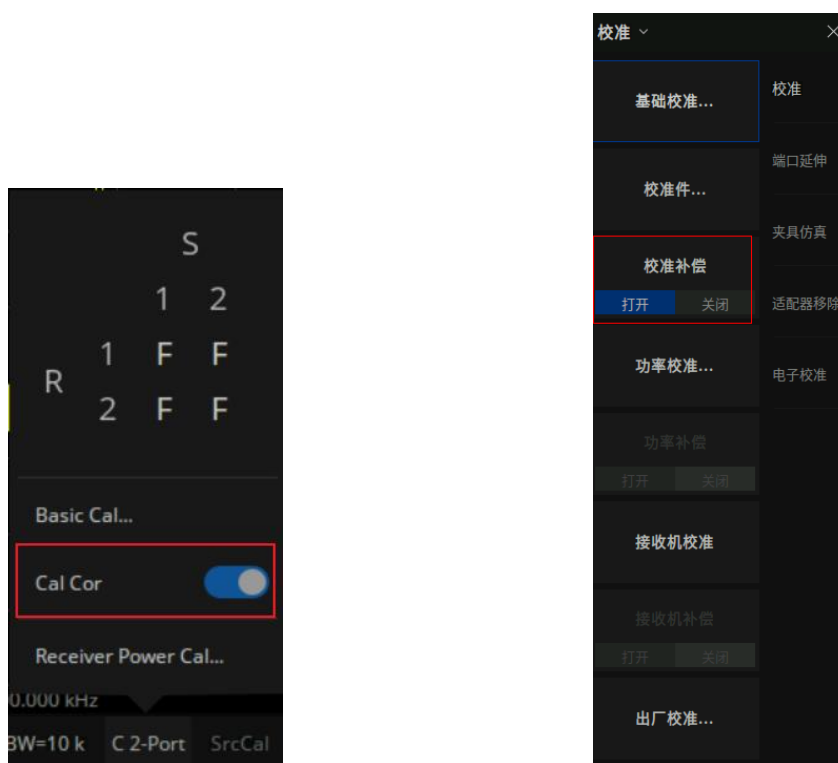 S
1 2
1 F F
R
2 F F
Basic Cal...
Cal Cor
Receiver Power Cal...
0.000 kHz
BW=10 k C 2-Port SrcCal
校准
基础校准...
校准
校准件...
端口延伸
校准补偿
打开 关闭
夹具仿真
适配器移除
功率校准...
电子校准
功率补偿
打开 关闭
接收机校准
接收机补偿
打开 关闭
出厂校准...